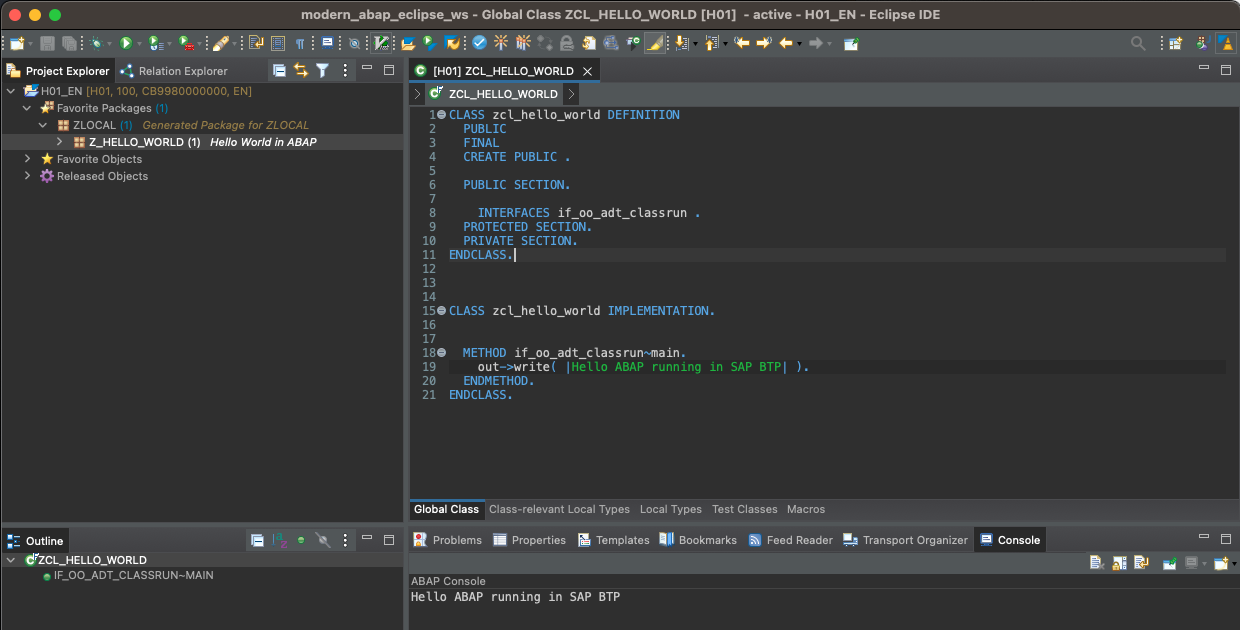 modern_abap_eclipse_ws - Global Class ZCL_HELLO_WORLD [H01] - active - H01_EN - Eclipse IDE
Project Explorer
Relation Explorer
H01_EN [H01, 100, CB9980000000, EN]
Favorite Packages (1)
ZLOCAL (1) Generated Package for ZLOCAL
Z_HELLO_WORLD (1) Hello World in ABAP
Favorite Objects
Released Objects
[H01] ZCL_HELLO_WORLD
ZCL_HELLO_WORLD
1 CLASS zcl_hello_world DEFINITION
2 PUBLIC
3 FINAL
4 CREATE PUBLIC .
5
6 PUBLIC SECTION.
7
8 INTERFACES if_oo_adt_classrun .
9 PROTECTED SECTION.
10 PRIVATE SECTION.
11 ENDCLASS.
12
13
14
15 CLASS zcl_hello_world IMPLEMENTATION.
16
17
18 METHOD if_oo_adt_classrun~main.
19 out->write( |Hello ABAP running in SAP BTP| ).
20 ENDMETHOD.
21 ENDCLASS.
Global Class Class-relevant Local Types Local Types Test Classes Macros
Outline
ZCL_HELLO_WORLD
IF_OO_ADT_CLASSRUN~MAIN
Problems Properties Templates Bookmarks Feed Reader Transport Organizer Console
ABAP Console
Hello ABAP running in SAP BTP